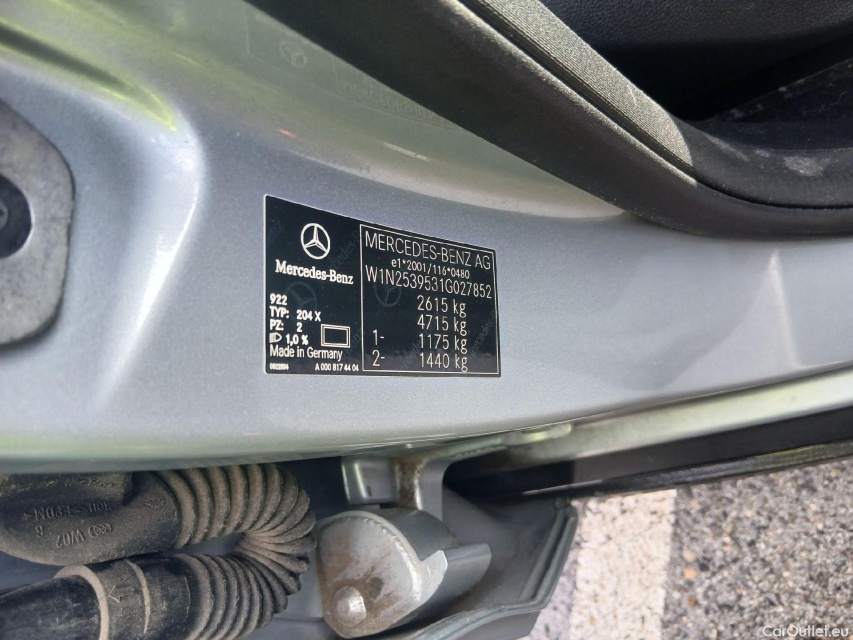 MERCEDES-BENZ AG
e1*2001/116*0480
W1N2539531G027852
2615 kg
4715 kg
1- 1175 kg
2- 1440 kg
Mercedes-Benz
922
TYP: 204 X
PZ: 2
1,0 %
Made in Germany
A 000 817 44 04
W07
CarOutlet.eu